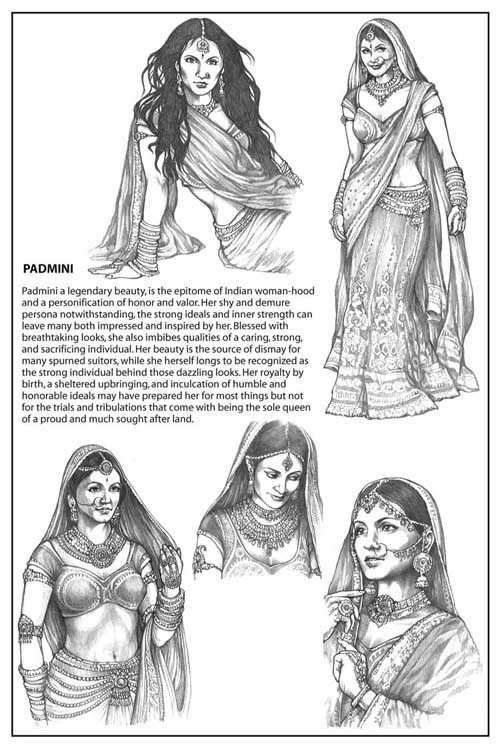 PADMINI
Padmini a legendary beauty, is the epitome of Indian woman-hood
and a personification of honor and valor. Her shy and demure
persona notwithstanding, the strong ideals and inner strength can
leave many both impressed and inspired by her. Blessed with
breathtaking looks, she also imbibes qualities of a caring, strong,
and sacrificing individual. Her beauty is the source of dismay for
many spurned suitors, while she herself longs to be recognized as
the strong individual behind those dazzling looks. Her royalty by
birth, a sheltered upbringing, and inculcation of humble and
honorable ideals may have prepared her for most things but not
for the trials and tribulations that come with being the sole queen
of a proud and much sought after land.